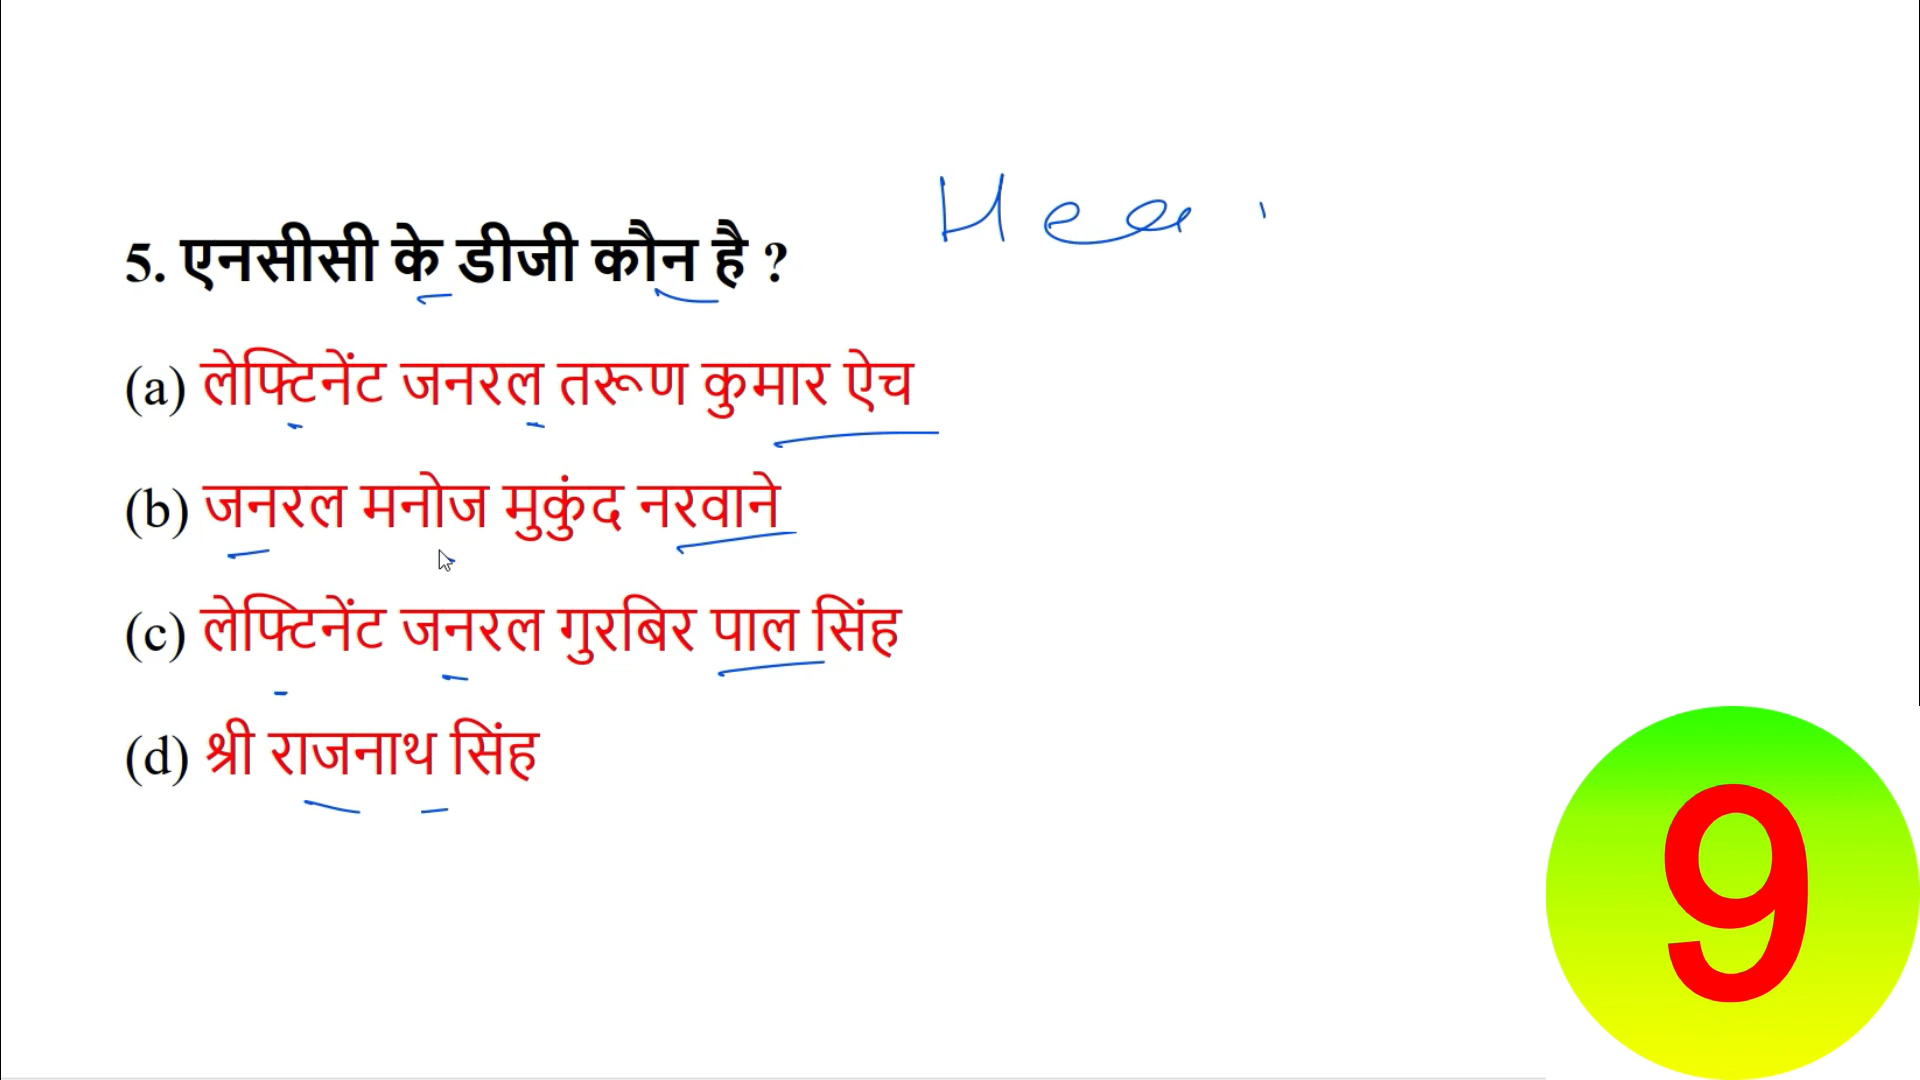 5. एनसीसी के डीजी कौन है ?
(a) लेफ्टिनेंट जनरल तरूण कुमार ऐच
(b) जनरल मनोज मुकुंद नरवाने
(c) लेफ्टिनेंट जनरल गुरबिर पाल सिंह
(d) श्री राजनाथ सिंह
9